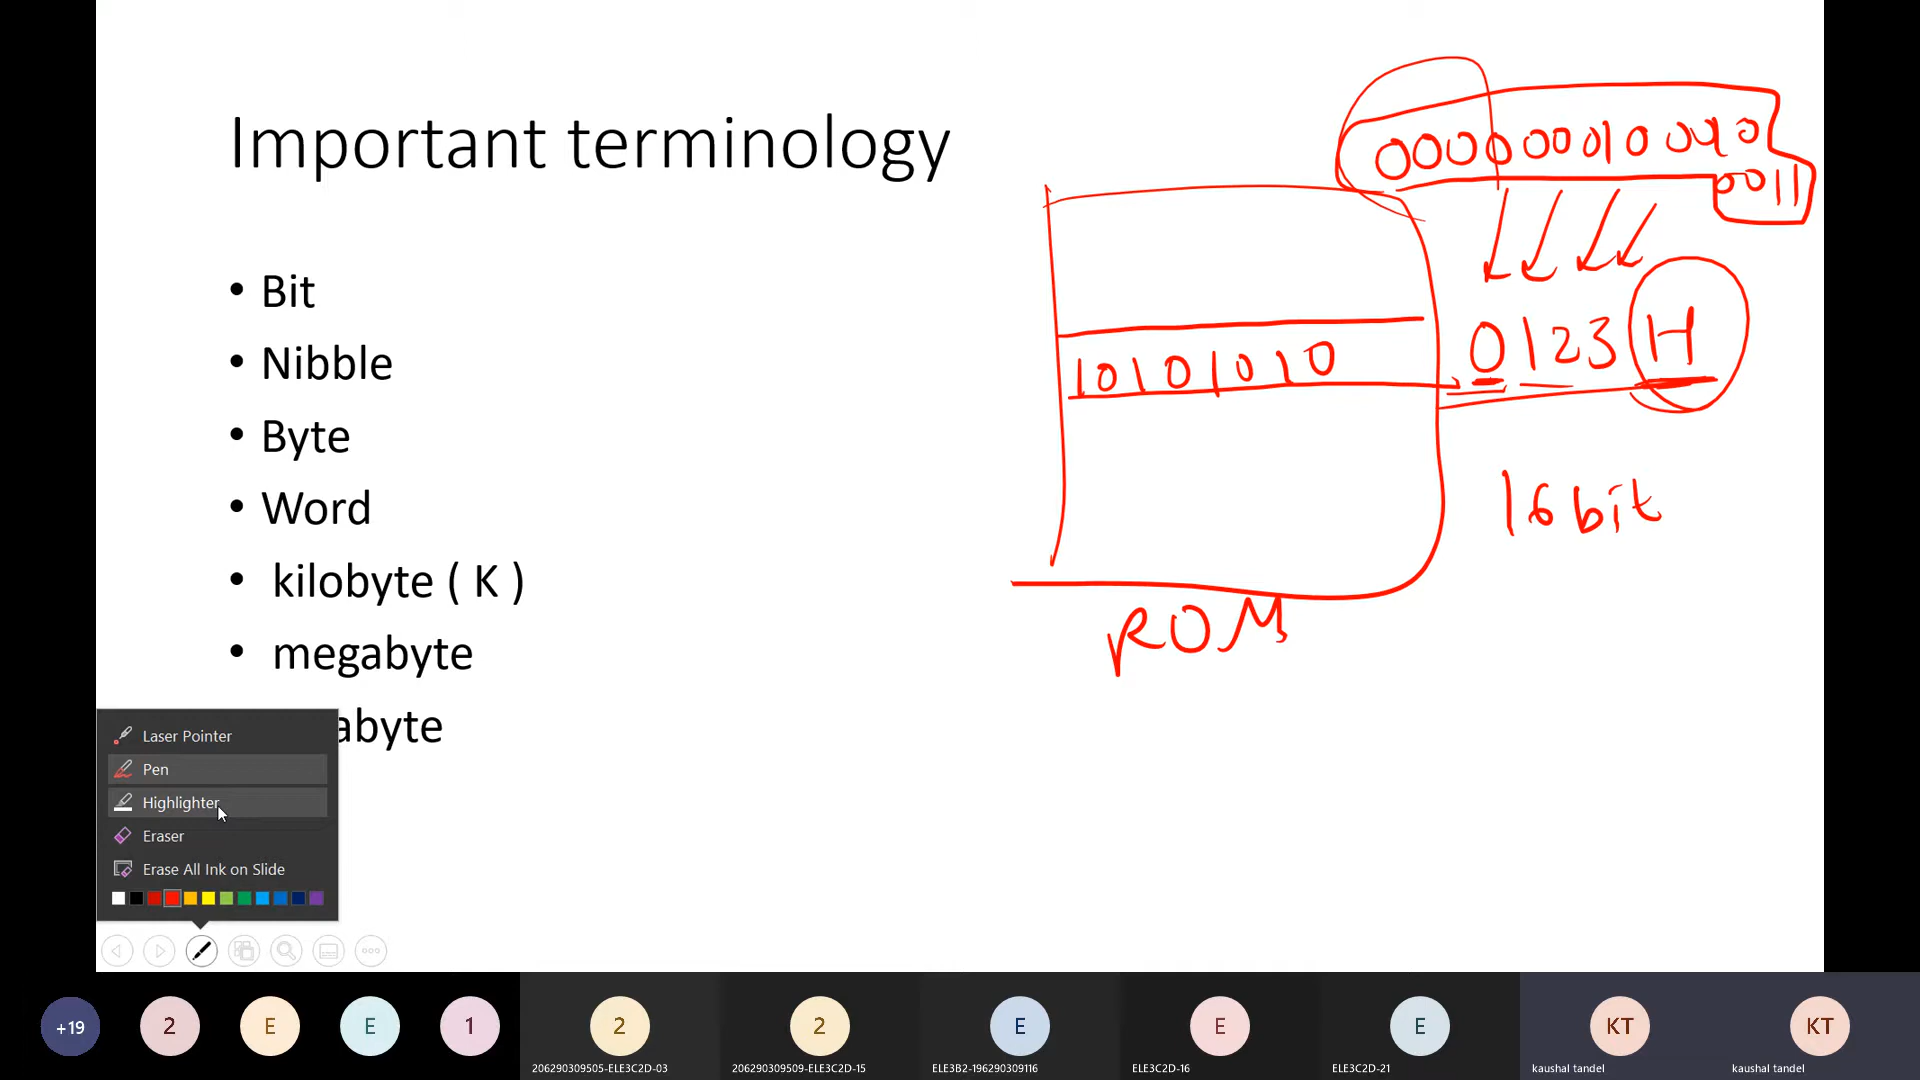 Important terminology
• Bit
• Nibble
• Byte
• Word
• kilobyte ( K )
• megabyte
abyte
000000010010
0011
10101010
0123H
16 bit
ROM
Laser Pointer
Pen
Highlighter
Eraser
Erase All Ink on Slide
+19
2
E
E
1
2
2
E
E
E
KT
KT
206290309505-ELE3C2D-03
206290309509-ELE3C2D-15
ELE3B2-196290309116
ELE3C2D-16
ELE3C2D-21
kaushal tandel
kaushal tandel